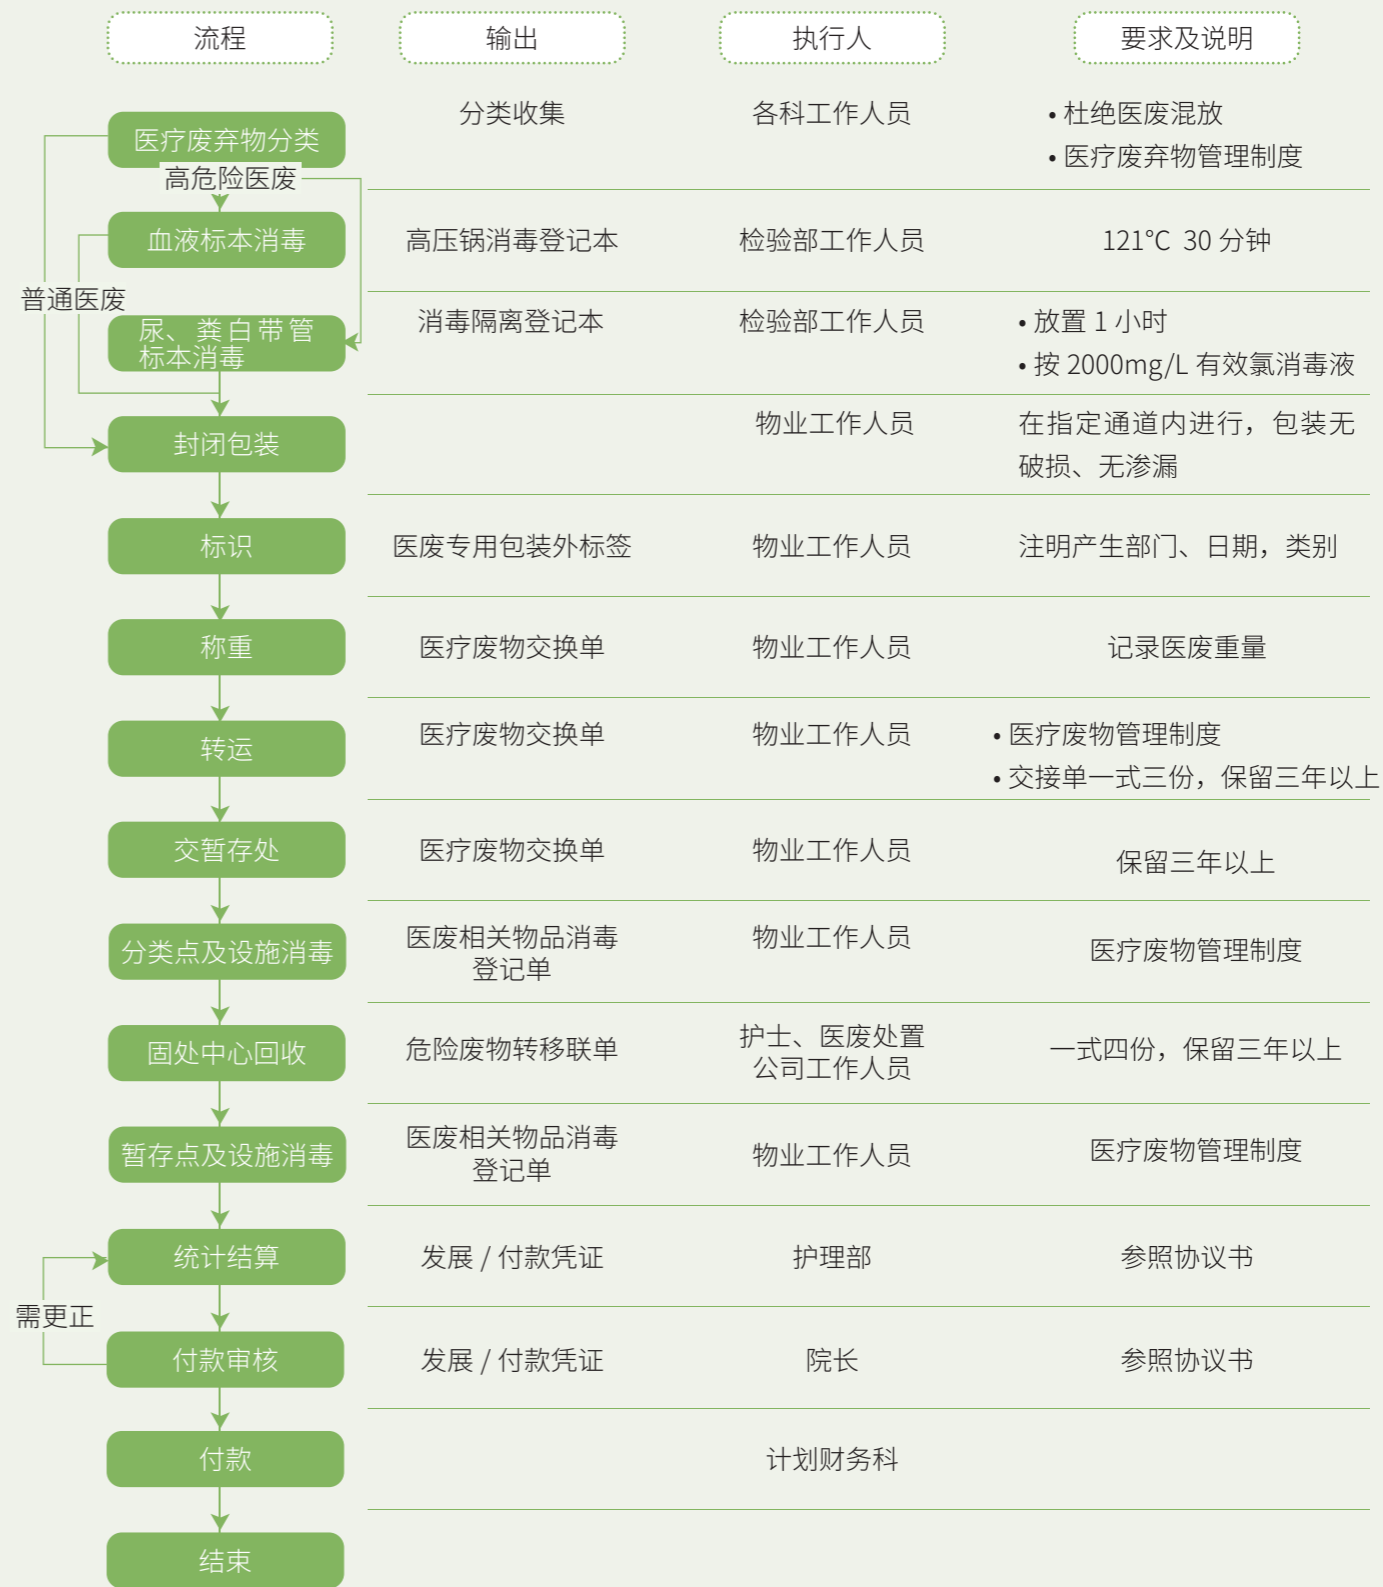 流程
输出
执行人
要求及说明
医疗废弃物分类
分类收集
各科工作人员
• 杜绝医废混放
• 医疗废弃物管理制度
高危险医废
血液标本消毒
高压锅消毒登记本
检验部工作人员
121℃ 30 分钟
普通医废
尿、粪白带管
标本消毒
消毒隔离登记本
检验部工作人员
• 放置 1 小时
• 按 2000mg/L 有效氯消毒液
封闭包装
物业工作人员
在指定通道内进行，包装无
破损、无渗漏
标识
医废专用包装外标签
物业工作人员
注明产生部门、日期，类别
称重
医疗废物交换单
物业工作人员
记录医废重量
转运
医疗废物交换单
物业工作人员
• 医疗废物管理制度
• 交接单一式三份，保留三年以上
交暂存处
医疗废物交换单
物业工作人员
保留三年以上
分类点及设施消毒
医废相关物品消毒
登记单
物业工作人员
医疗废物管理制度
固处中心回收
危险废物转移联单
护士、医废处置
公司工作人员
一式四份，保留三年以上
暂存点及设施消毒
医废相关物品消毒
登记单
物业工作人员
医疗废物管理制度
统计结算
发展 / 付款凭证
护理部
参照协议书
需更正
付款审核
发展 / 付款凭证
院长
参照协议书
付款
计划财务科
结束